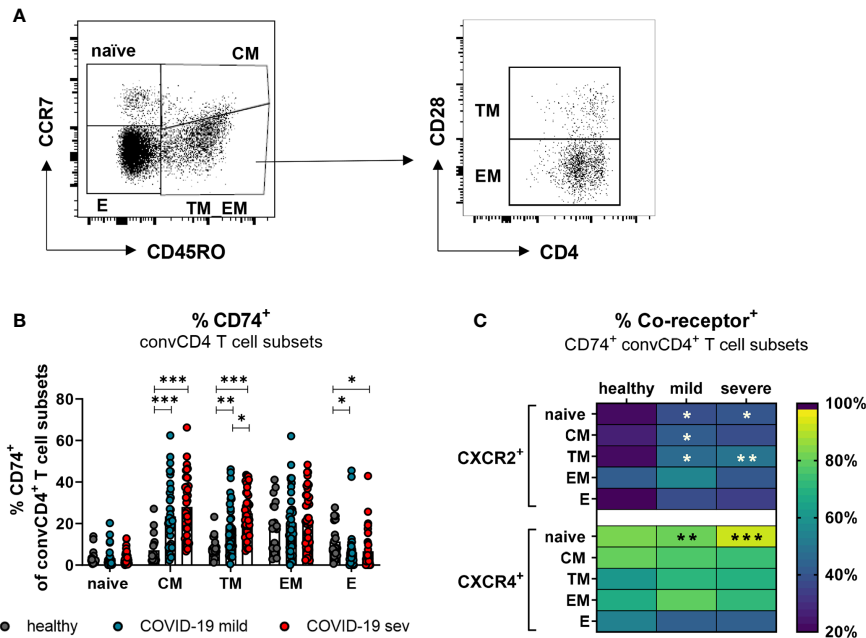 A
naïve
CM
CCR7
E
TM_EM
CD45RO
CD28
TM
EM
CD4
B
% CD74+
convCD4 T cell subsets
*** ***
*** ** * *
*
% CD74+
of convCD4+ T cell subsets
80
60
40
20
0
naive CM TM EM E
healthy COVID-19 mild COVID-19 sev
C
% Co-receptor+
CD74+ convCD4+ T cell subsets
healthy mild severe
CXCR2+
naive * *
CM *
TM * **
EM
E
CXCR4+
naive ** ***
CM
TM
EM
E
100%
80%
60%
40%
20%